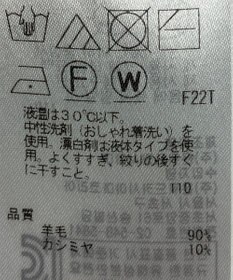 F
W
F22T
液温は30℃以下。
中性洗剤(おしゃれ着洗い)を
使用。漂白剤は液体タイプを使
用。よくすすぎ、絞りの後すぐ
に干すこと。
110
品質
羊毛 90%
カシミヤ 10%